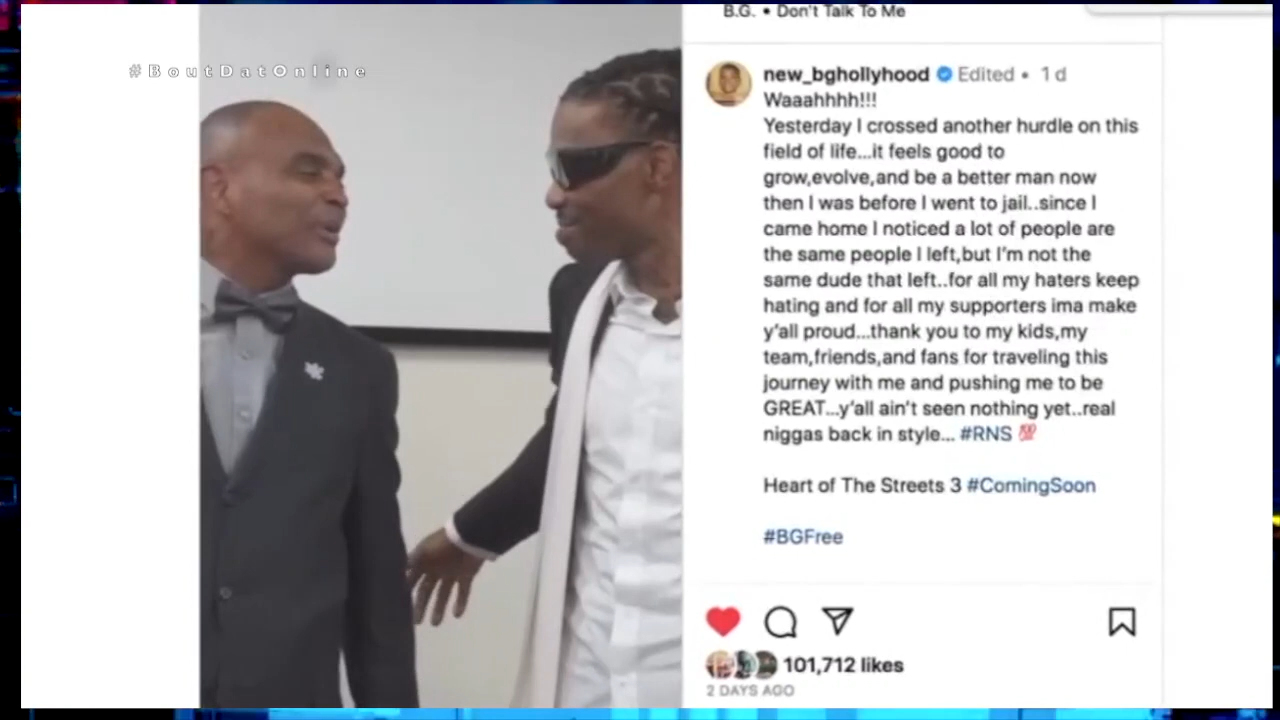 #BoutDatOnline
B.G. • Don't Talk To Me
new_bghollyhood Edited • 1 d
Waaahhhh!!!
Yesterday I crossed another hurdle on this
field of life...it feels good to
grow,evolve,and be a better man now
then I was before I went to jail..since I
came home I noticed a lot of people are
the same people I left,but I'm not the
same dude that left..for all my haters keep
hating and for all my supporters ima make
y'all proud...thank you to my kids,my
team,friends,and fans for traveling this
journey with me and pushing me to be
GREAT...y'all ain't seen nothing yet..real
niggas back in style... #RNS 💯
Heart of The Streets 3 #ComingSoon
#BGFree
101,712 likes
2 DAYS AGO